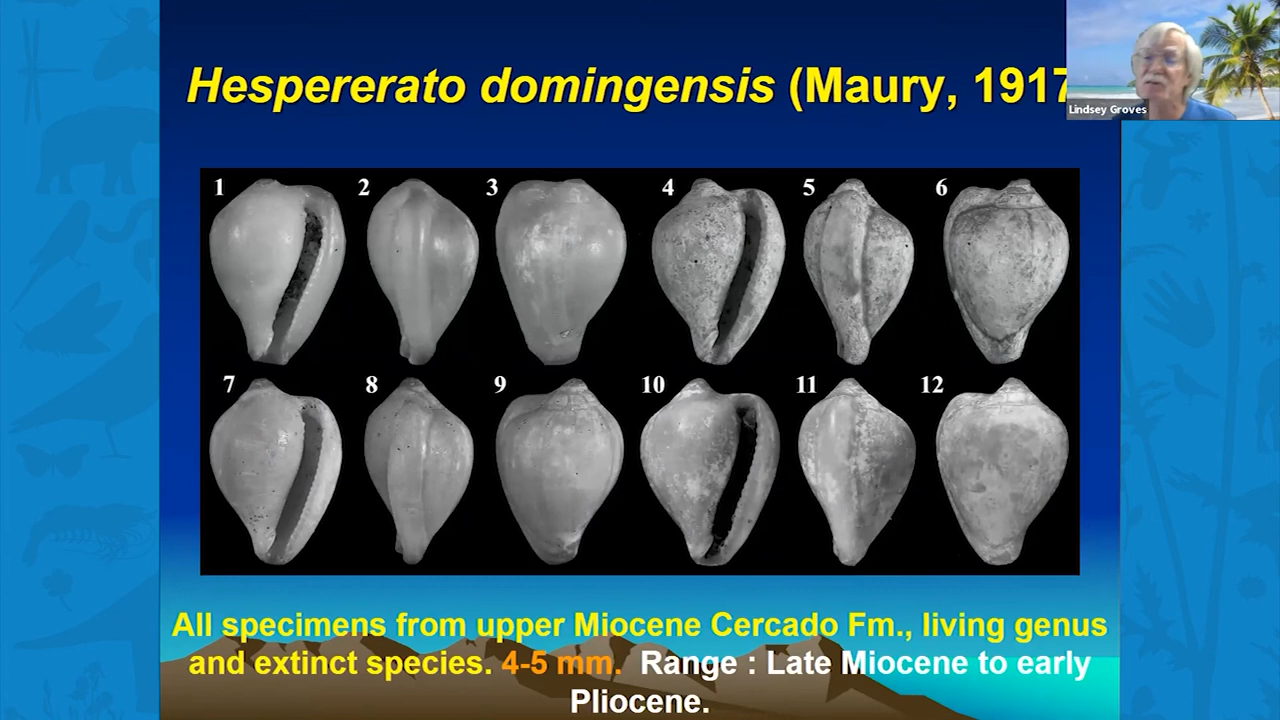 Hespererato domingensis (Maury, 1917
Lindsey Groves
1 2 3 4 5 6
7 8 9 10 11 12
All specimens from upper Miocene Cercado Fm., living genus
and extinct species. 4-5 mm. Range : Late Miocene to early
Pliocene.